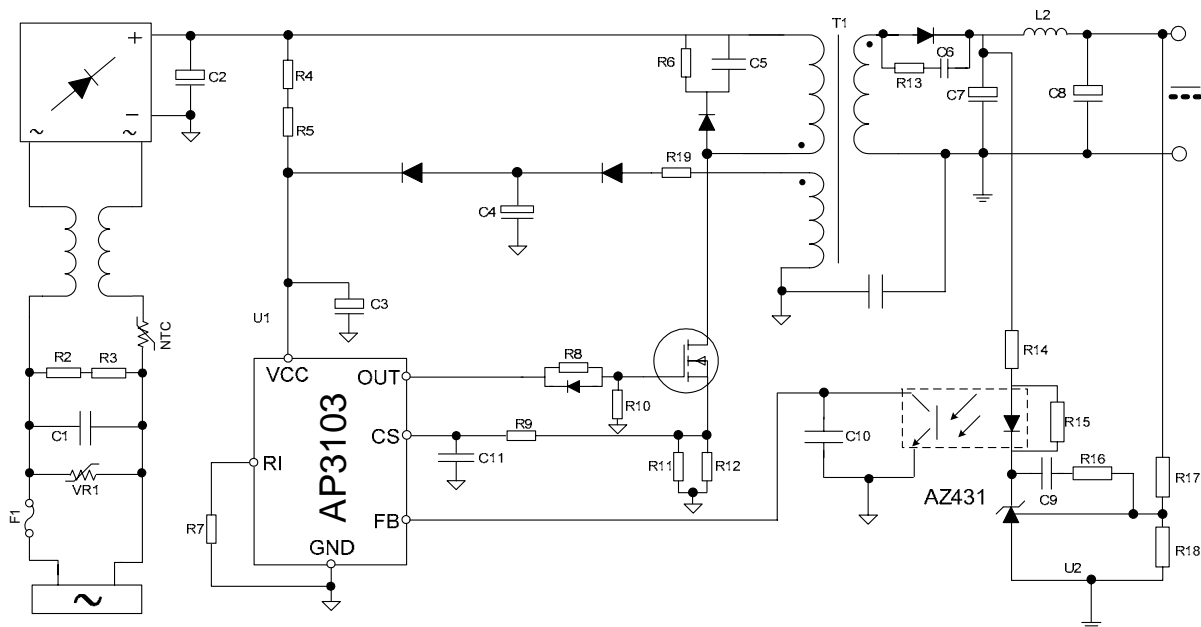 T1
L2
+
C2
R4
R6
C5
R13
C6
C7
C8
−
~
~
R5
R19
C4
C3
U1
NTC
R2
R3
C1
VR1
F1
~
VCC
OUT
CS
RI
FB
GND
AP3103
R7
R8
R10
R9
C11
R11
R12
C10
R14
R15
C9
R16
R17
R18
AZ431
U2